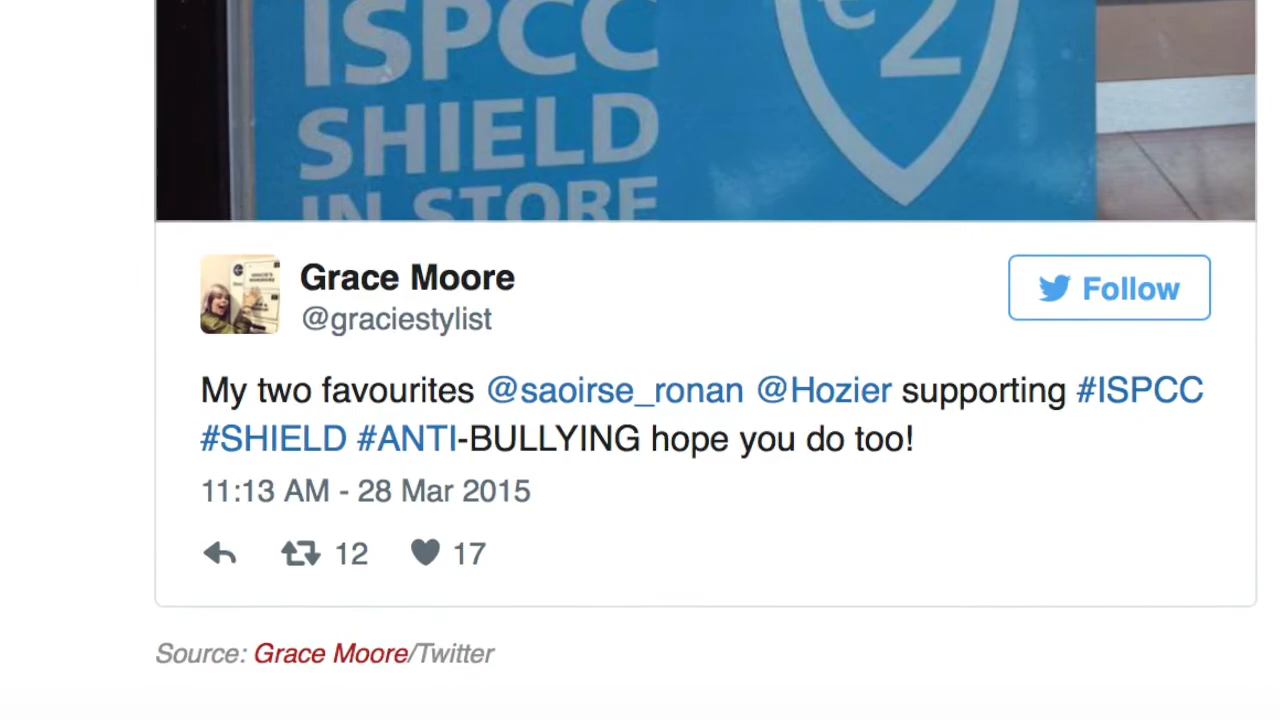 ISPCC
SHIELD
IN STORE
€2
Grace Moore
@graciestylist
Follow
My two favourites @saoirse_ronan @Hozier supporting #ISPCC
#SHIELD #ANTI-BULLYING hope you do too!
11:13 AM - 28 Mar 2015
12 17
Source: Grace Moore/Twitter